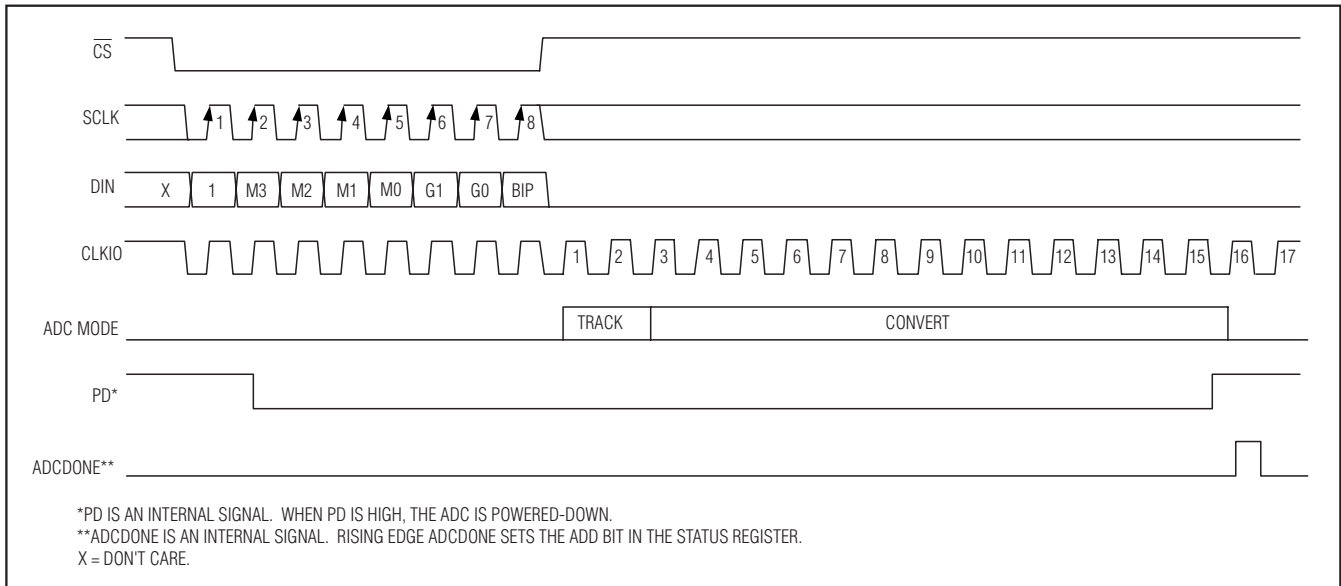 CS
SCLK 1 2 3 4 5 6 7 8
DIN X 1 M3 M2 M1 M0 G1 G0 BIP
CLKIO 1 2 3 4 5 6 7 8 9 10 11 12 13 14 15 16 17
ADC MODE TRACK CONVERT
PD*
ADCDONE**
*PD IS AN INTERNAL SIGNAL. WHEN PD IS HIGH, THE ADC IS POWERED-DOWN.
**ADCDONE IS AN INTERNAL SIGNAL. RISING EDGE ADCDONE SETS THE ADD BIT IN THE STATUS REGISTER.
X = DON'T CARE.